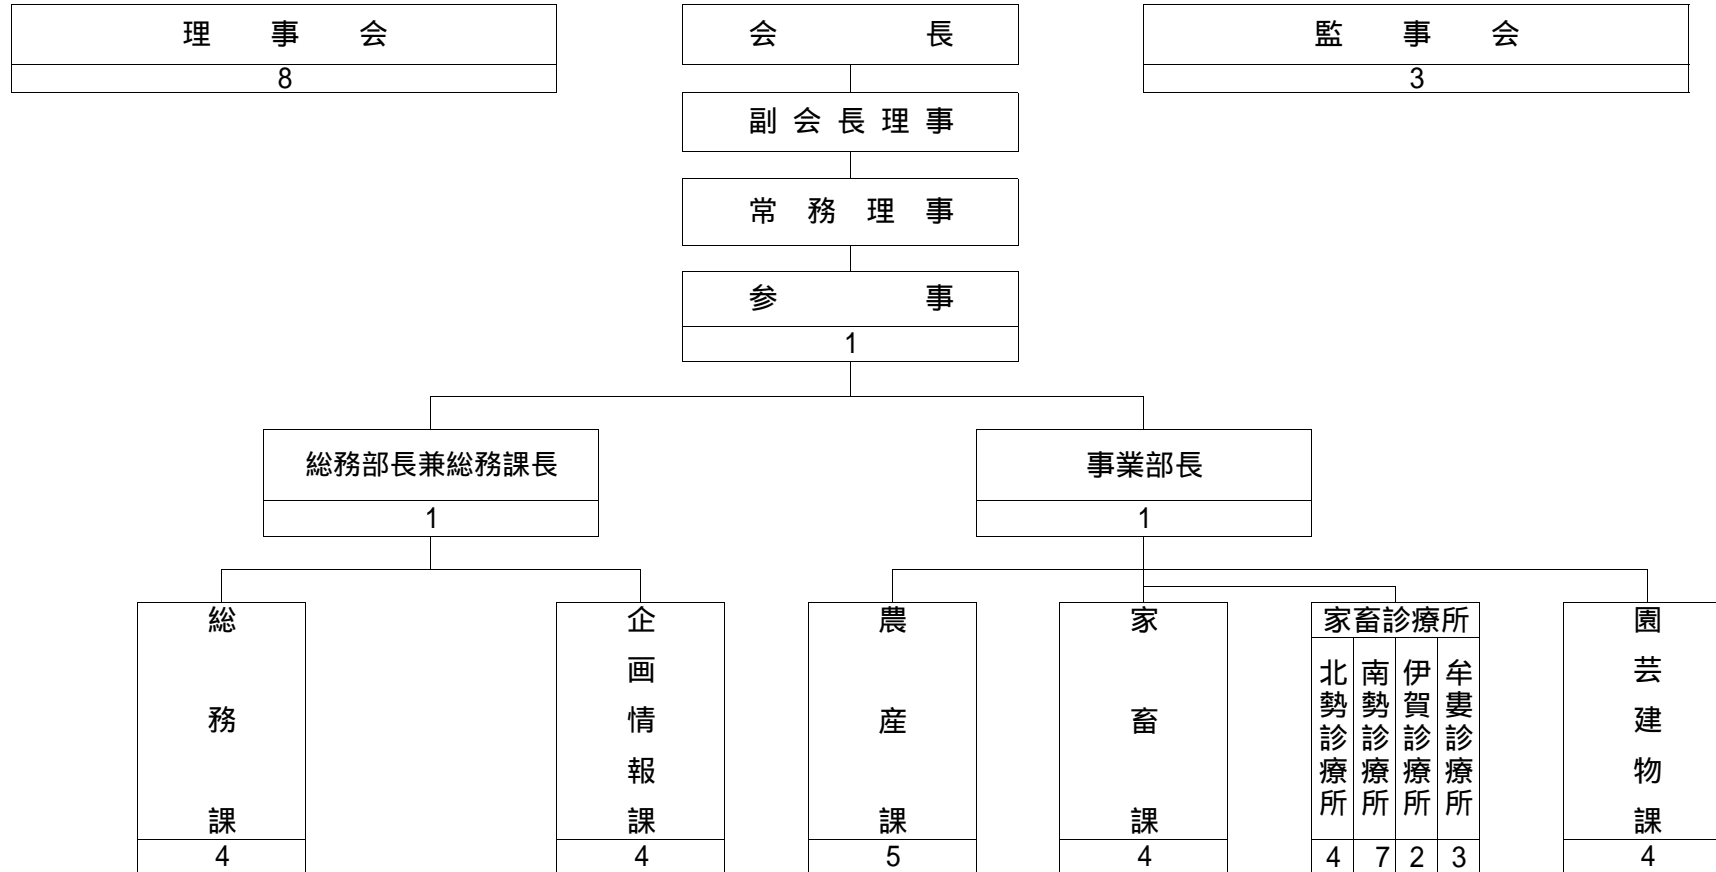 理事会
8
会長
監事会
3
副会長理事
常務理事
参事
1
総務部長兼総務課長
1
事業部長
1
総務課
4
企画情報課
4
農産課
5
家畜課
4
家畜診療所
北勢診療所
4
南勢診療所
7
伊賀診療所
2
牟婁診療所
3
園芸建物課
4